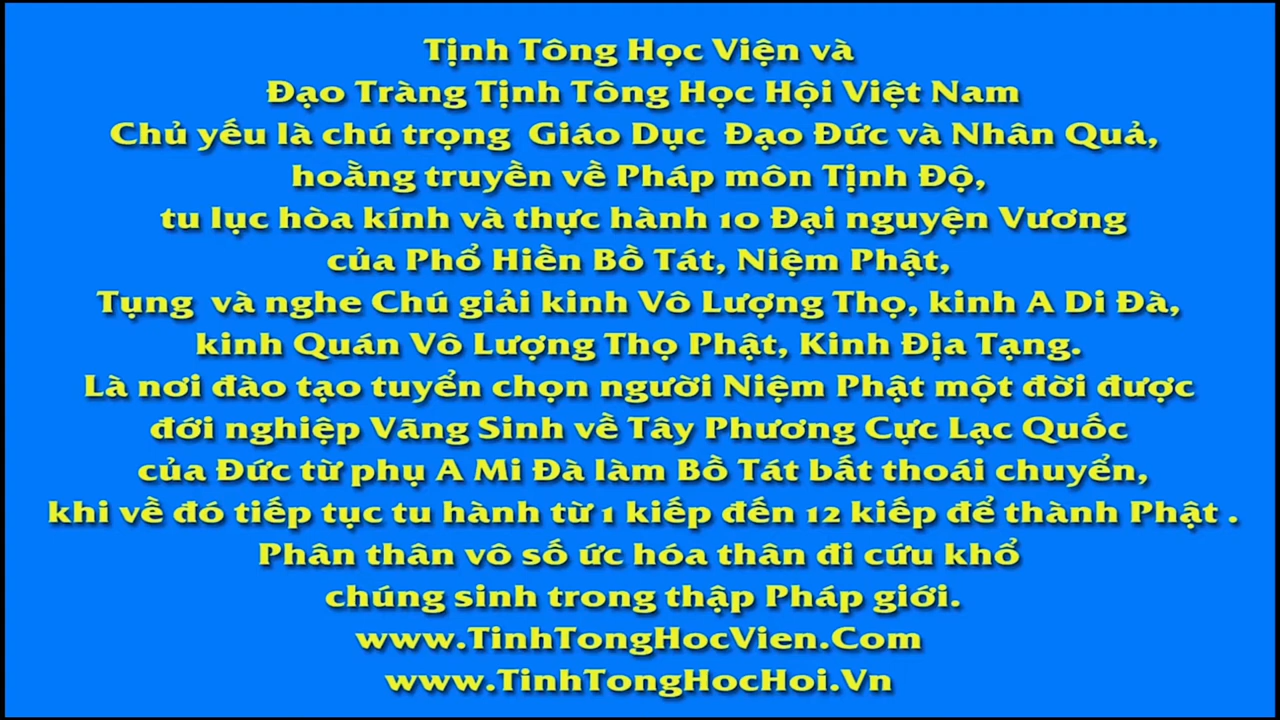 Tịnh Tông Học Viện và
Đạo Tràng Tịnh Tông Học Hội Việt Nam
Chủ yếu là chú trọng Giáo Dục Đạo Đức và Nhân Quả,
hoằng truyền về Pháp môn Tịnh Độ,
tu lục hòa kính và thực hành 10 Đại nguyện Vương
của Phổ Hiền Bồ Tát, Niệm Phật,
Tụng và nghe Chú giải kinh Vô Lượng Thọ, kinh A Di Đà,
kinh Quán Vô Lượng Thọ Phật, Kinh Địa Tạng.
Là nơi đào tạo tuyển chọn người Niệm Phật một đời được
đới nghiệp Vãng Sinh về Tây Phương Cực Lạc Quốc
của Đức từ phụ A Mi Đà làm Bồ Tát bất thoái chuyển,
khi về đó tiếp tục tu hành từ 1 kiếp đến 12 kiếp để thành Phật .
Phân thân vô số ức hóa thân đi cứu khổ
chúng sinh trong thập Pháp giới.
www.TinhTongHocVien.Com
www.TinhTongHocHoi.Vn